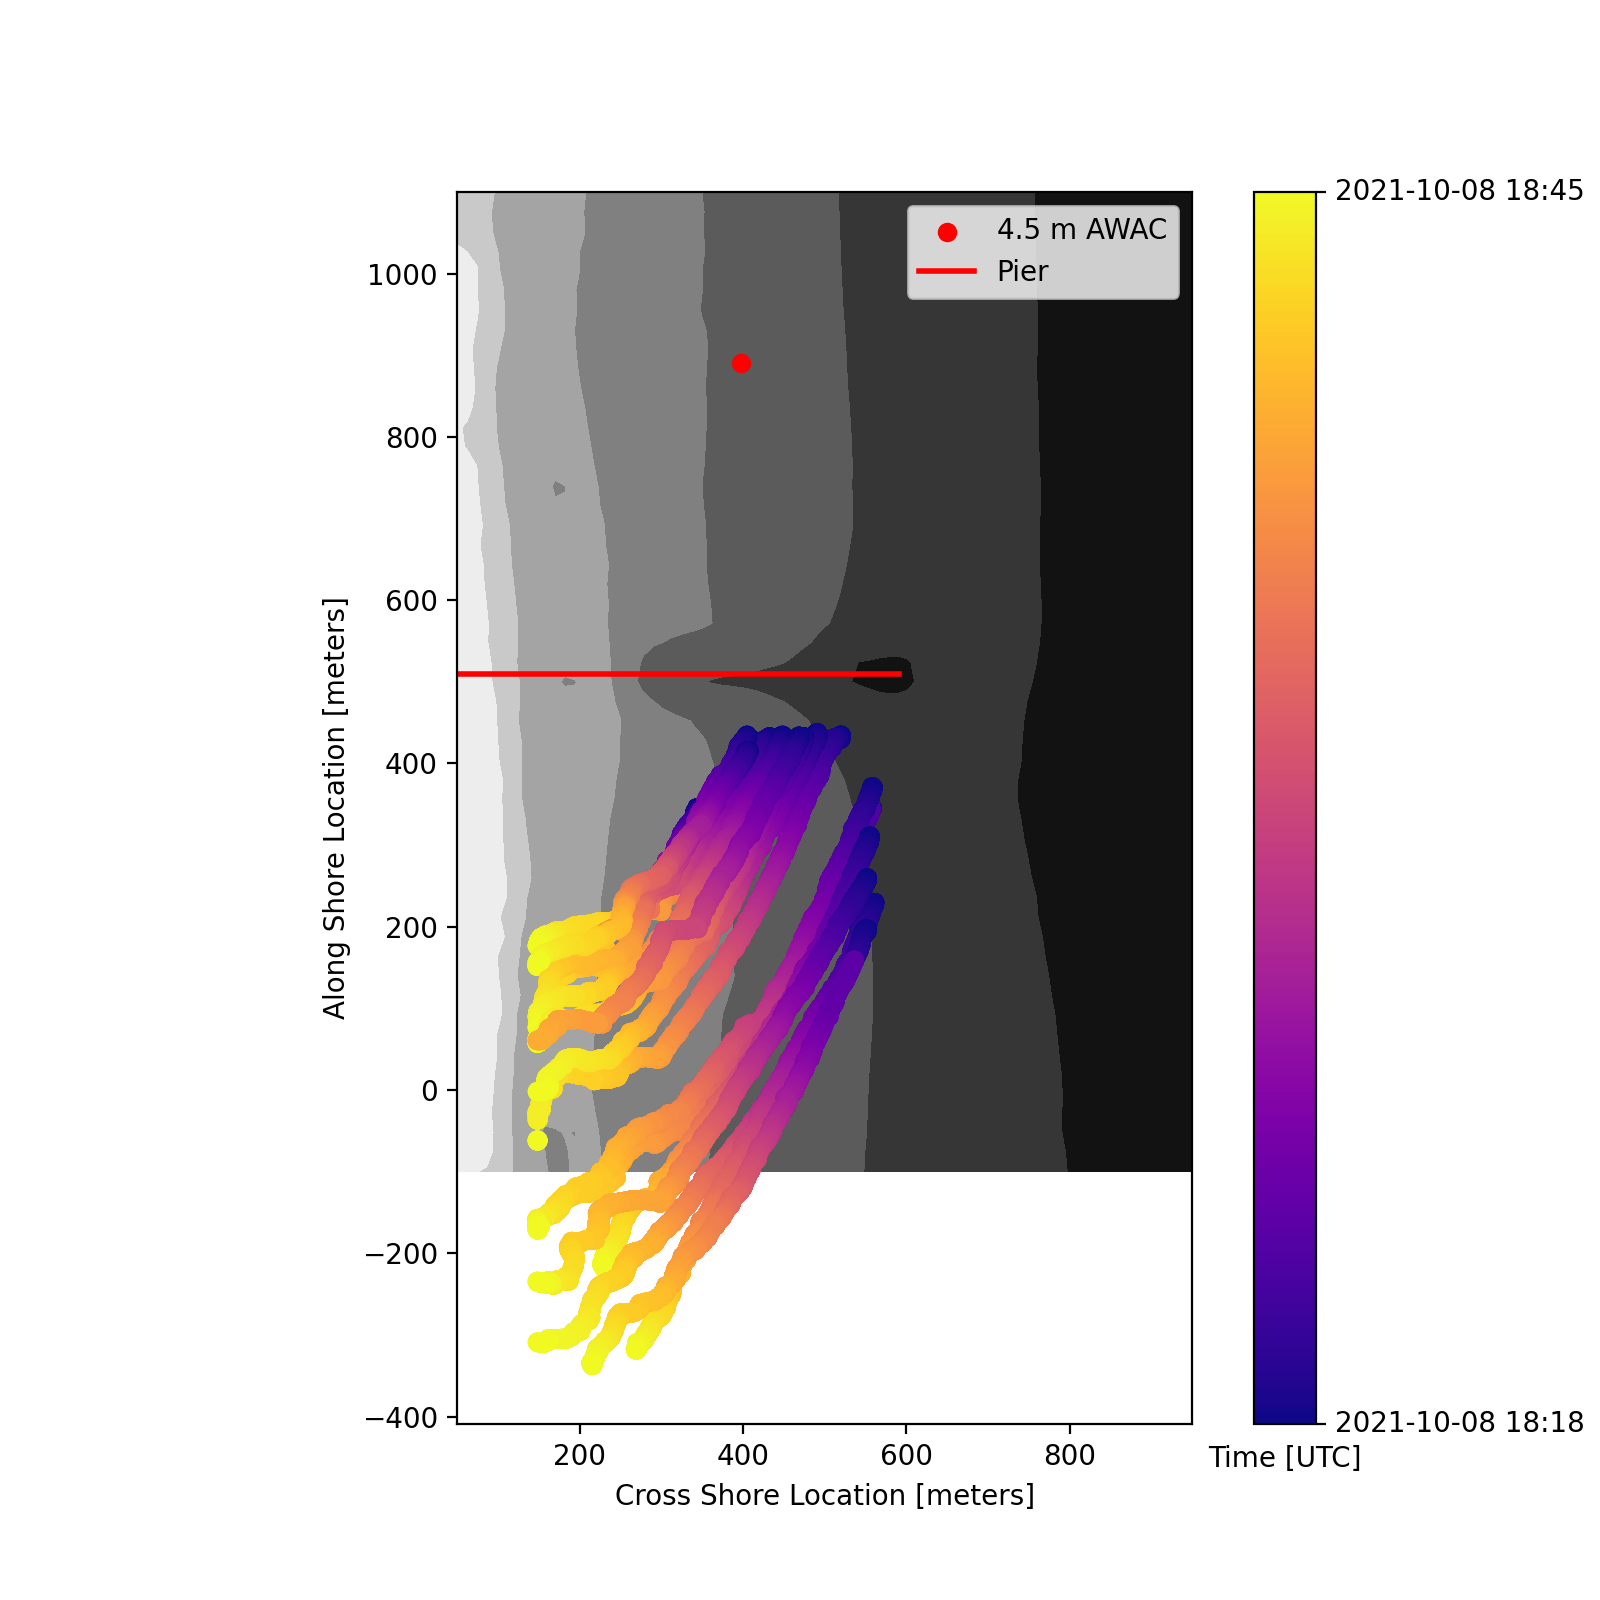 2021-10-08 18:45
4.5 m AWAC
Pier
1000
800
600
400
200
0
−200
−400
Along Shore Location [meters]
2021-10-08 18:18
200
400
600
800
Time [UTC]
Cross Shore Location [meters]